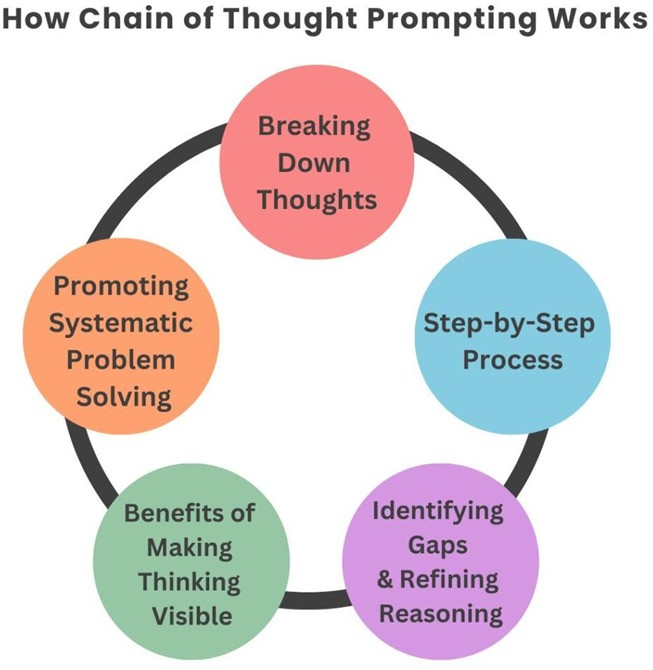 How Chain of Thought Prompting Works
Breaking
Down
Thoughts
Step-by-Step
Process
Identifying
Gaps
& Refining
Reasoning
Benefits of
Making
Thinking
Visible
Promoting
Systematic
Problem
Solving